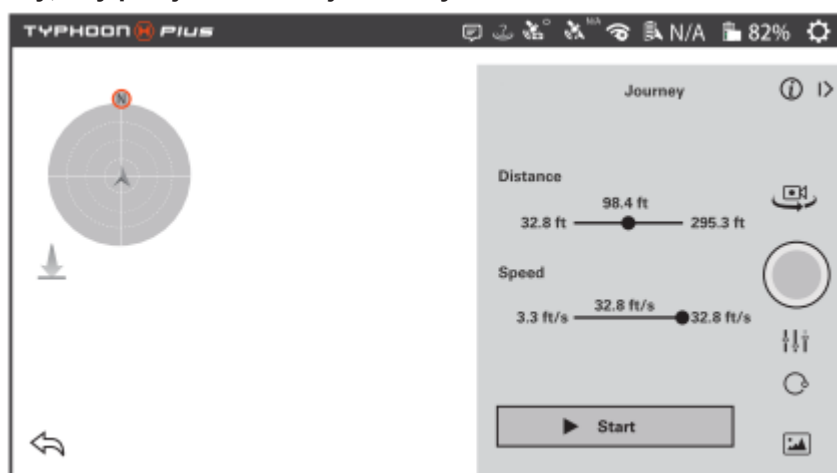 TYPHOON H Plus
N/A
N/A 82%
N
Journey
Distance
98.4 ft
32.8 ft 295.3 ft
Speed
32.8 ft/s
3.3 ft/s 32.8 ft/s
Start